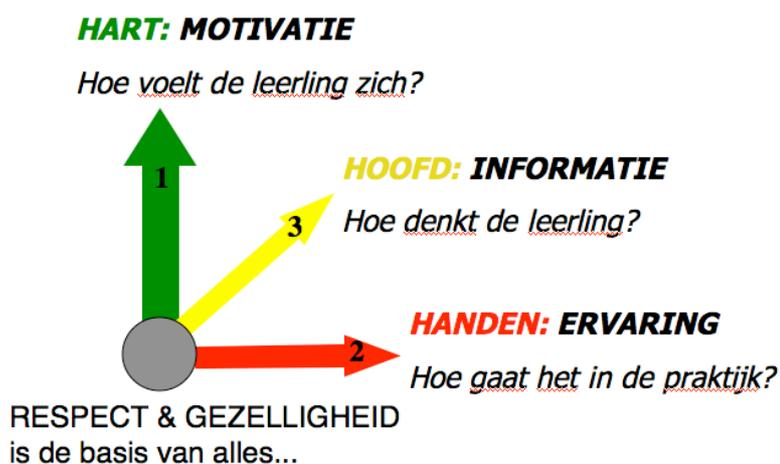 HART: MOTIVATIE
Hoe voelt de leerling zich?
1
HOOFD: INFORMATIE
3
Hoe denkt de leerling?
HANDEN: ERVARING
2
Hoe gaat het in de praktijk?
RESPECT & GEZELLIGHEID
is de basis van alles...